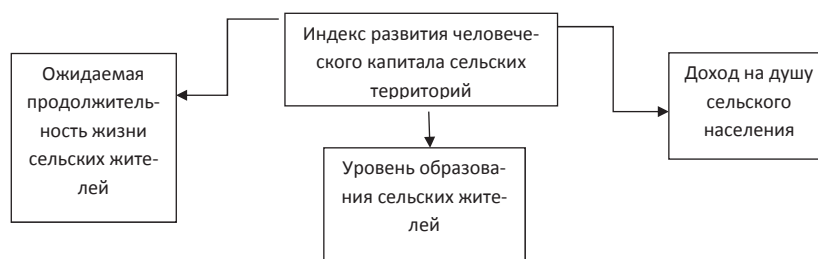 Индекс развития человече-
ского капитала сельских
территорий
Ожидаемая
продолжитель-
ность жизни
сельских жите-
лей
Уровень образова-
ния сельских жите-
лей
Доход на душу
сельского
населения